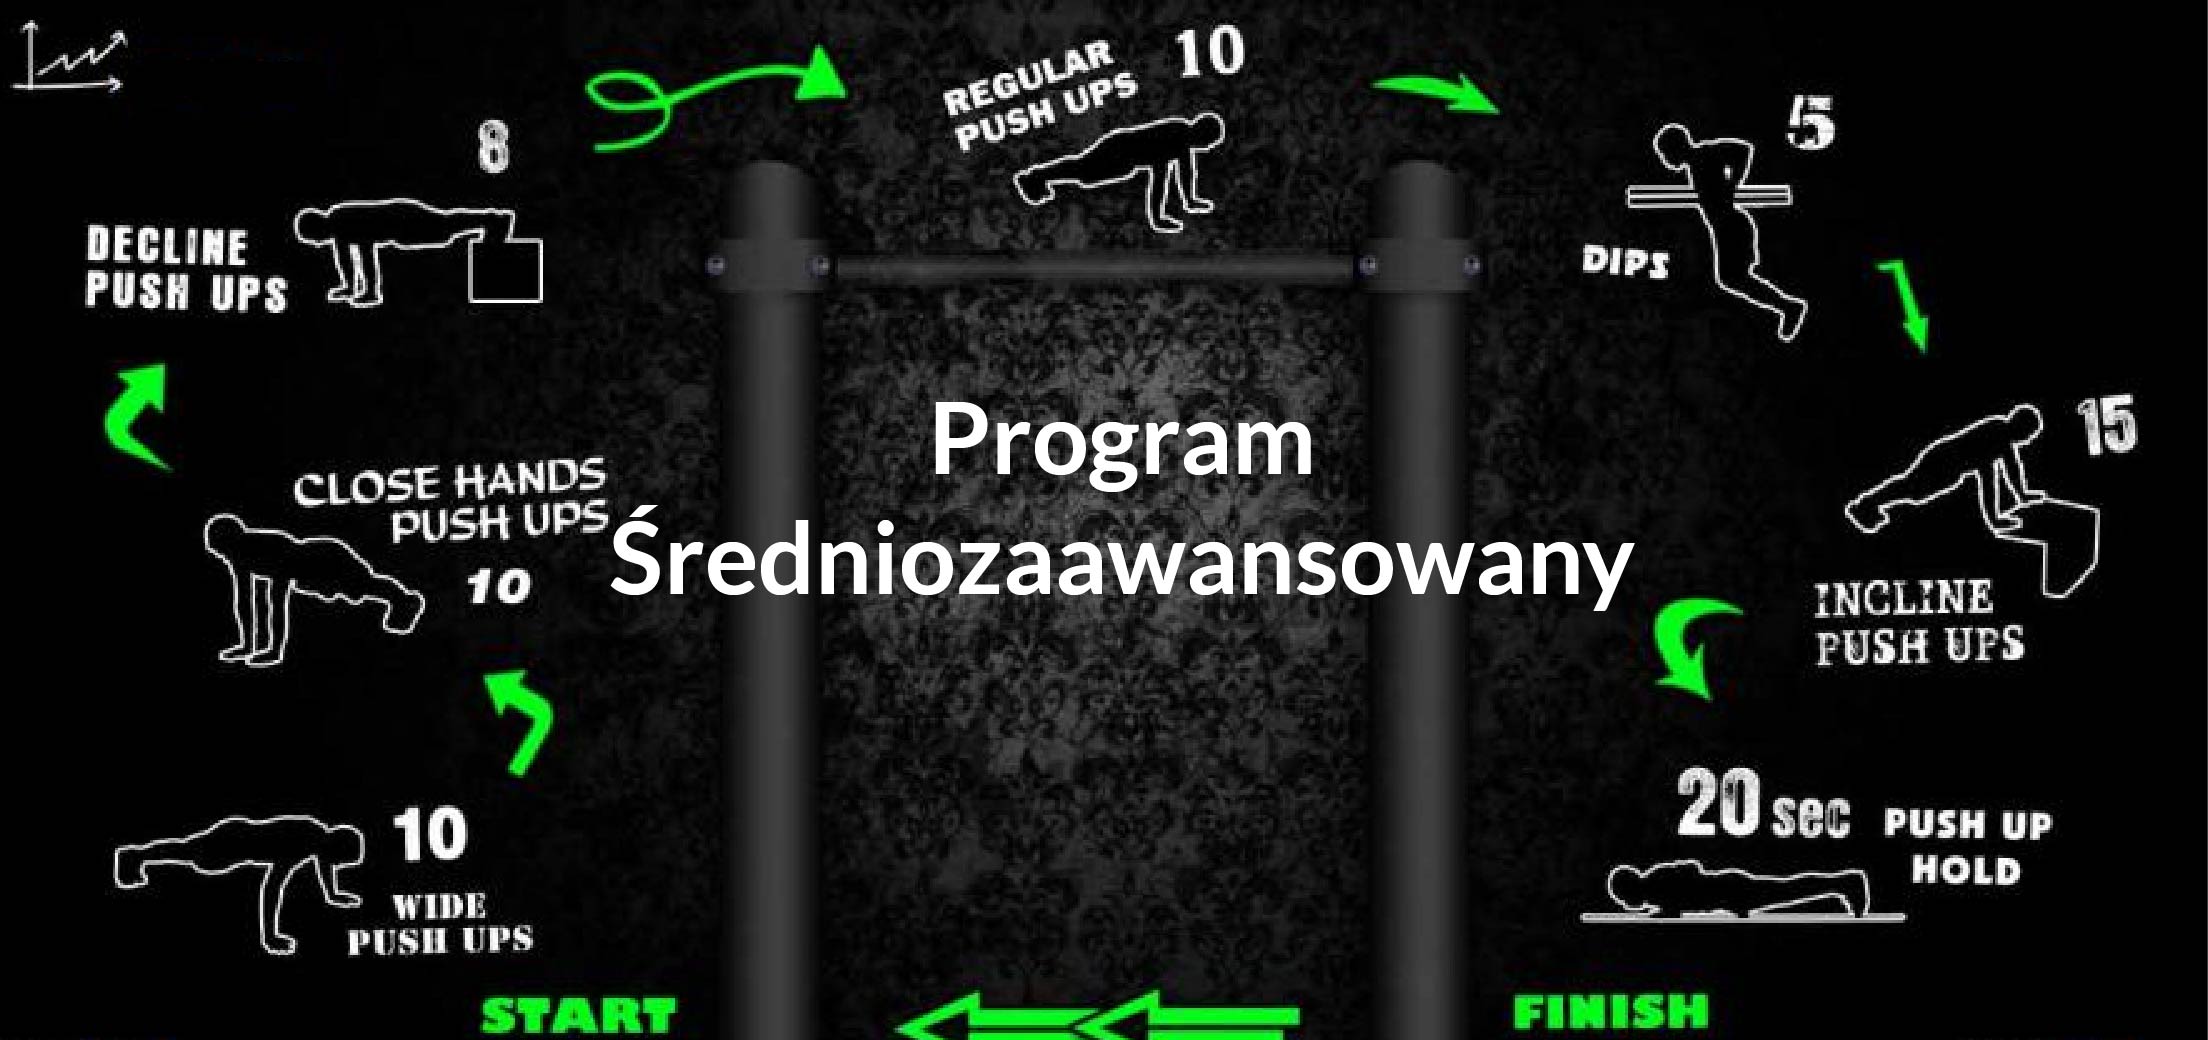 REGULAR
PUSH UPS
10
5
DIPS
8
DECLINE
PUSH UPS
15
INCLINE
PUSH UPS
Program
Średniozaawansowany
CLOSE HANDS
PUSH UPS
10
10
WIDE
PUSH UPS
20 sec
PUSH UP
HOLD
START
FINISH